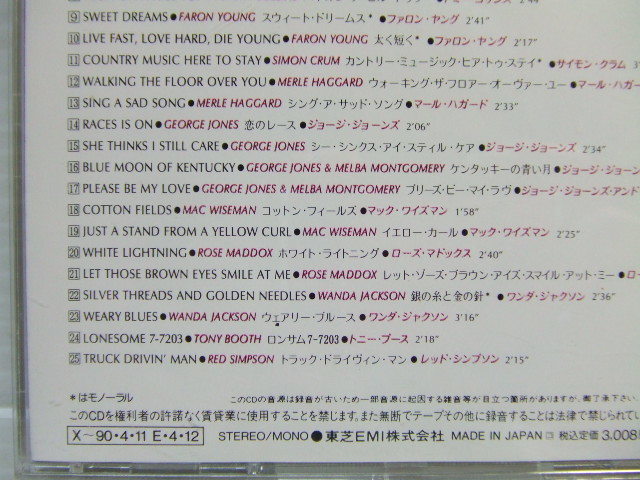 ⑨ SWEET DREAMS●FARON YOUNG スウィート・ドリームス*●ファロン・ヤング 2'41"
⑩ LIVE FAST, LOVE HARD, DIE YOUNG●FARON YOUNG 太く短く*●ファロン・ヤング 2'17"
⑪ COUNTRY MUSIC HERE TO STAY●SIMON CRUM カントリー・ミュージック・ヒア・トゥ・ステイ*●サイモン・クラム
⑫ WALKING THE FLOOR OVER YOU●MERLE HAGGARD ウォーキング・ザ・フロアー・オーヴァー・ユー●マール・ハガ
⑬ SING A SAD SONG●MERLE HAGGARD シング・ア・サッド・ソング●マール・ハガード 2'33"
⑭ RACES IS ON●GEORGE JONES 恋のレース●ジョージ・ジョーンズ 2'06"
⑮ SHE THINKS I STILL CARE●GEORGE JONES シー・シンクス・アイ・スティル・ケア●ジョージ・ジョーンズ 2'34"
⑯ BLUE MOON OF KENTUCKY●GEORGE JONES & MELBA MONTGOMERY ケンタッキーの青い月●ジョージ・ジョーン
⑰ PLEASE BE MY LOVE●GEORGE JONES & MELBA MONTGOMERY プリーズ・ビー・マイ・ラヴ●ジョージ・ジョーンズ・アンド
⑱ COTTON FIELDS●MAC WISEMAN コットン・フィールズ●マック・ワイズマン 1'58"
⑲ JUST A STAND FROM A YELLOW CURL●MAC WISEMAN イエロー・カール●マック・ワイズマン 2'25"
⑳ WHITE LIGHTNING●ROSE MADDOX ホワイト・ライトニング●ローズ・マドックス 2'40"
㉑ LET THOSE BROWN EYES SMILE AT ME●ROSE MADDOX レット・ゾーズ・ブラウン・アイズ・スマイル・アット・ミー●ロー
㉒ SILVER THREADS AND GOLDEN NEEDLES●WANDA JACKSON 銀の糸と金の針*●ワンダ・ジャクソン 2'36"
㉓ WEARY BLUES●WANDA JACKSON ウェアリー・ブルース●ワンダ・ジャクソン 3'16"
㉔ LONESOME 7-7203●TONY BOOTH ロンサム7-7203●トニー・ブース 2'18"
㉕ TRUCK DRIVIN' MAN●RED SIMPSON トラック・ドライヴィン・マン●レッド・シンプソン 2'15"
*はモノーラル
このCDの音源は録音が古いため一部音源に起因する雑音等が目立つ箇所がありますが、御了承下さい。
このCDを権利者の許諾なく賃貸業に使用することを禁じます。また無断でテープその他に録音することは法律で禁じられてい
X〜90・4・11 E・4・12 STEREO/MONO ●東芝EMI株式会社 MADE IN JAPAN 税込定価 3,008